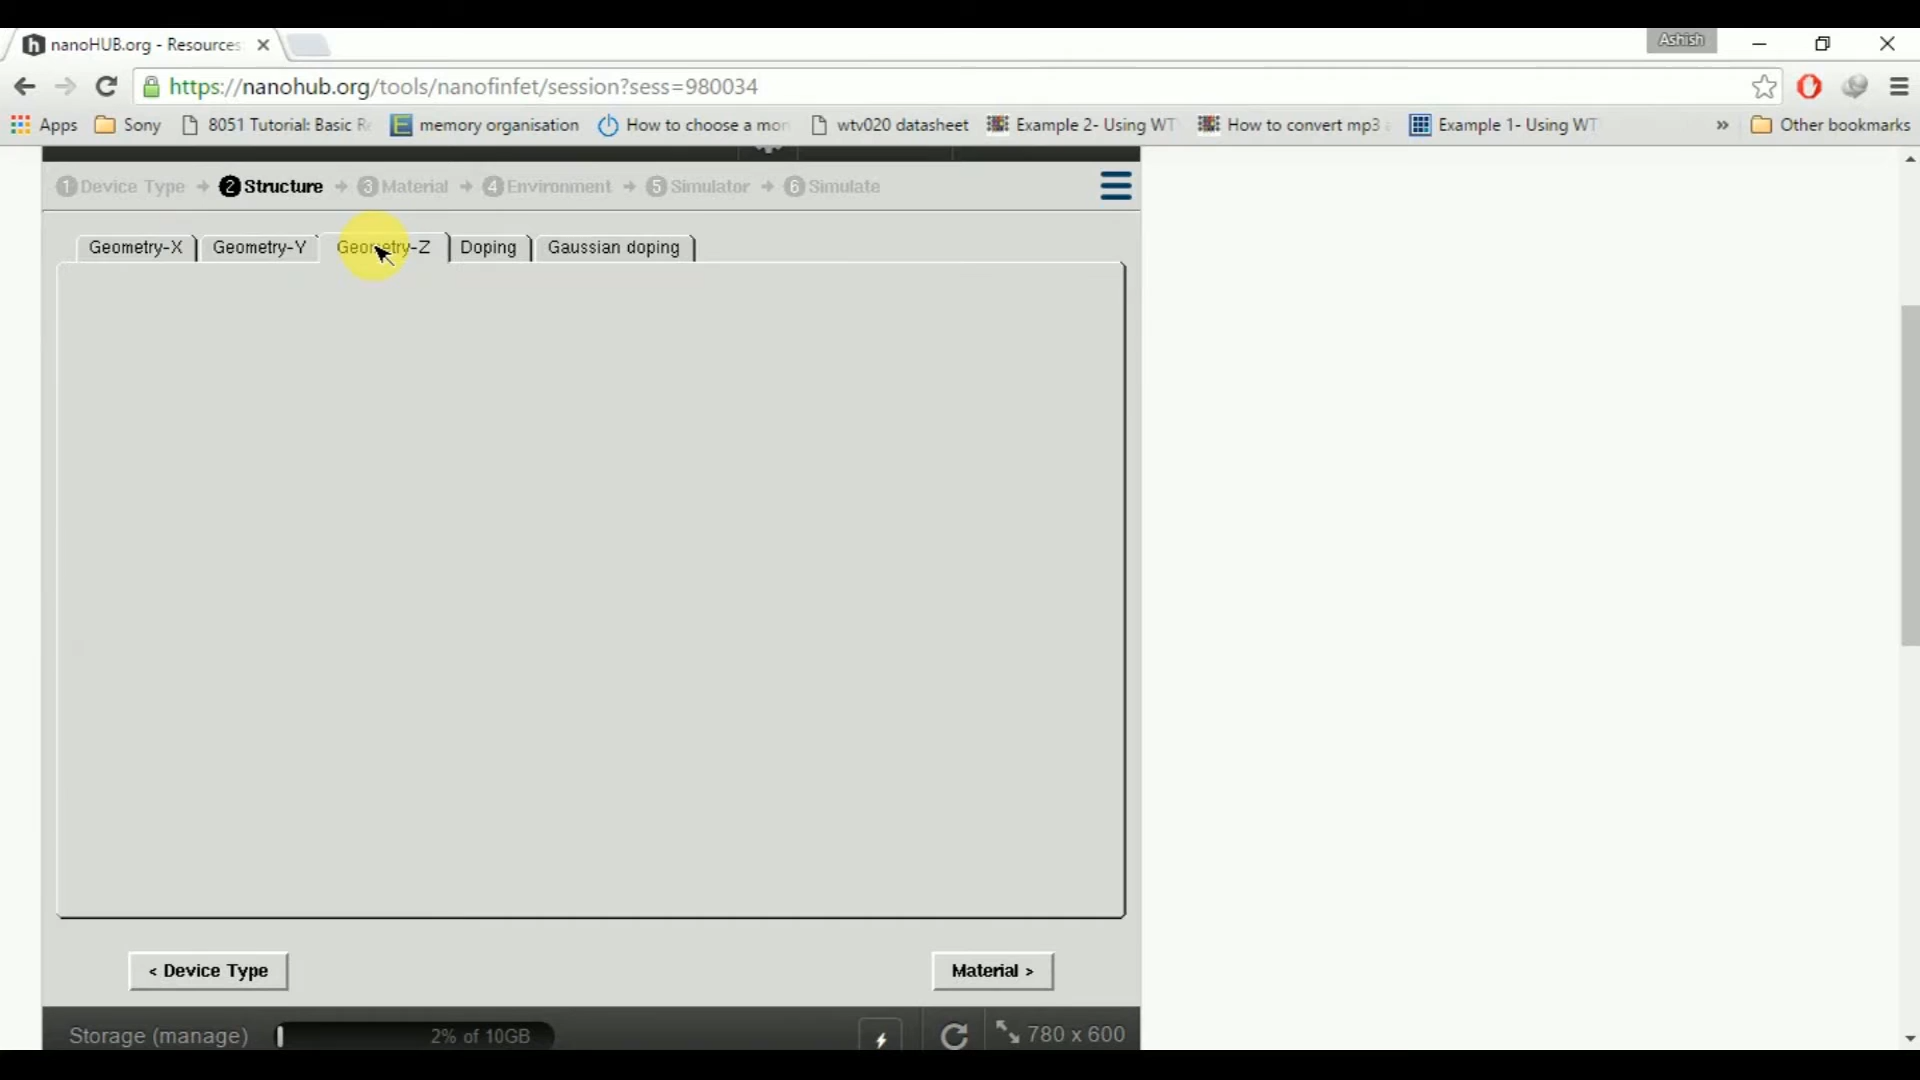 nanoHUB.org - Resources
Ashish
https://nanohub.org/tools/nanofinfet/session?sess=980034
Apps Sony 8051 Tutorial: Basic memory organisation How to choose a mon wtv020 datasheet Example 2- Using WT How to convert mp3 Example 1- Using WT » Other bookmarks
1 Device Type → 2 Structure → 3 Material → 4 Environment → 5 Simulator → 6 Simulate
Geometry-X Geometry-Y Geometry-Z Doping Gaussian doping
< Device Type Material >
Storage (manage) 2% of 10GB 780 x 600